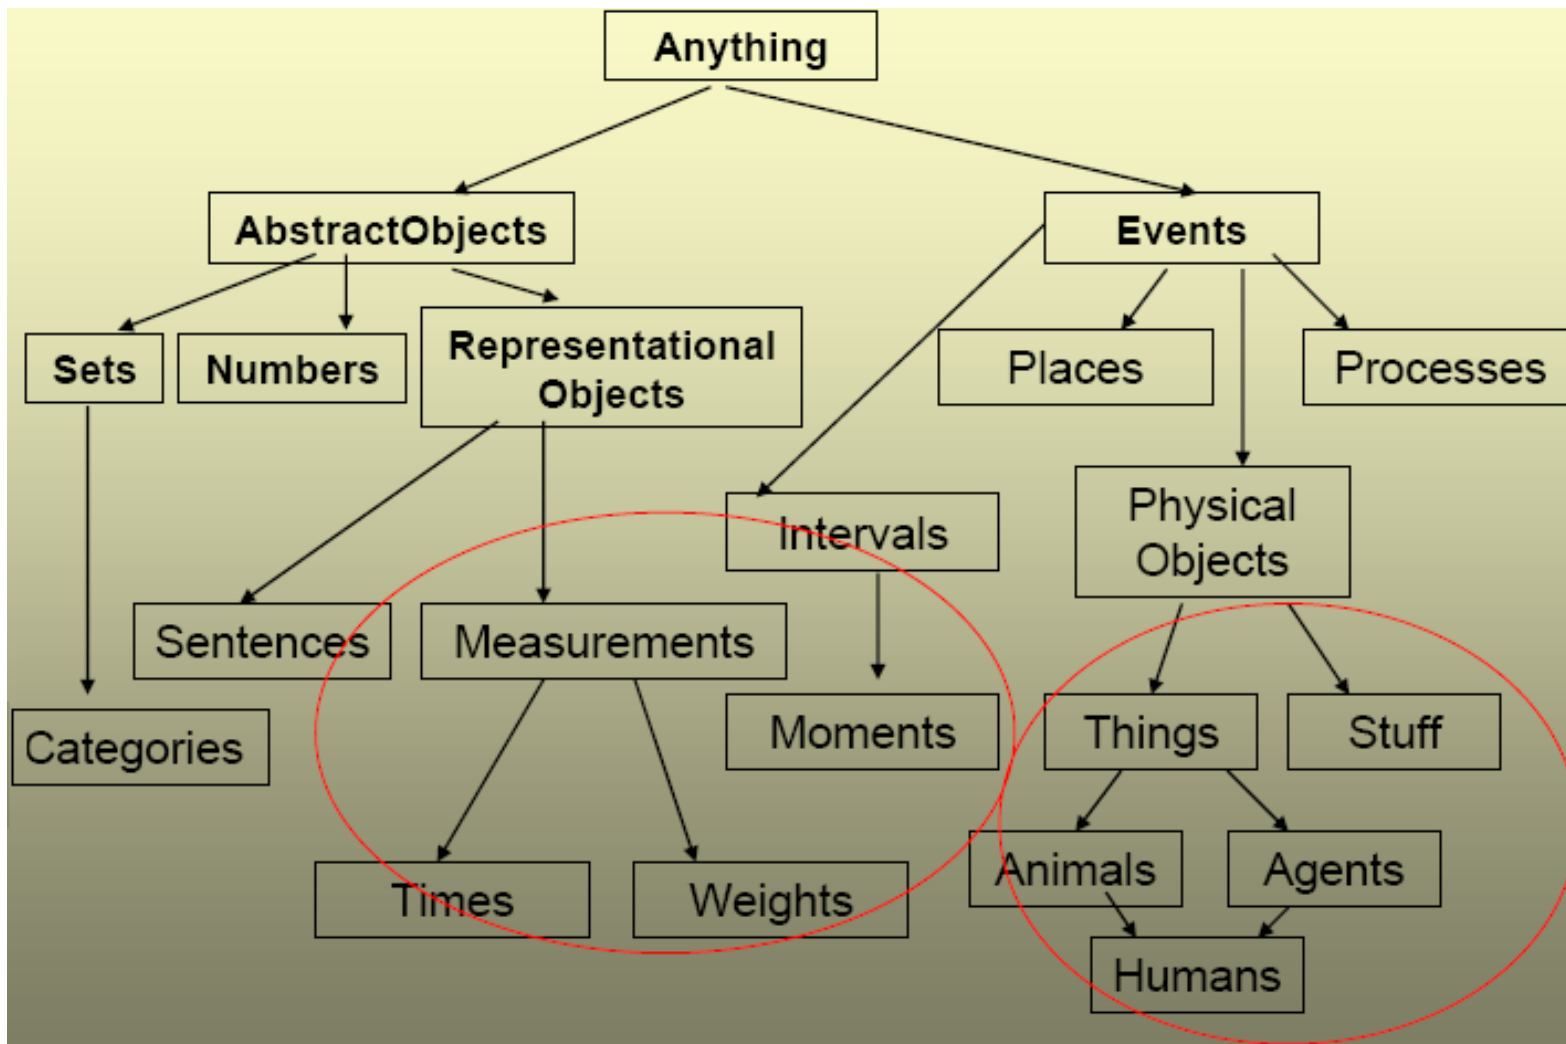 Anything
AbstractObjects
Events
Sets
Numbers
Representational
Objects
Places
Processes
Intervals
Physical
Objects
Sentences
Measurements
Categories
Moments
Things
Stuff
Times
Weights
Animals
Agents
Humans